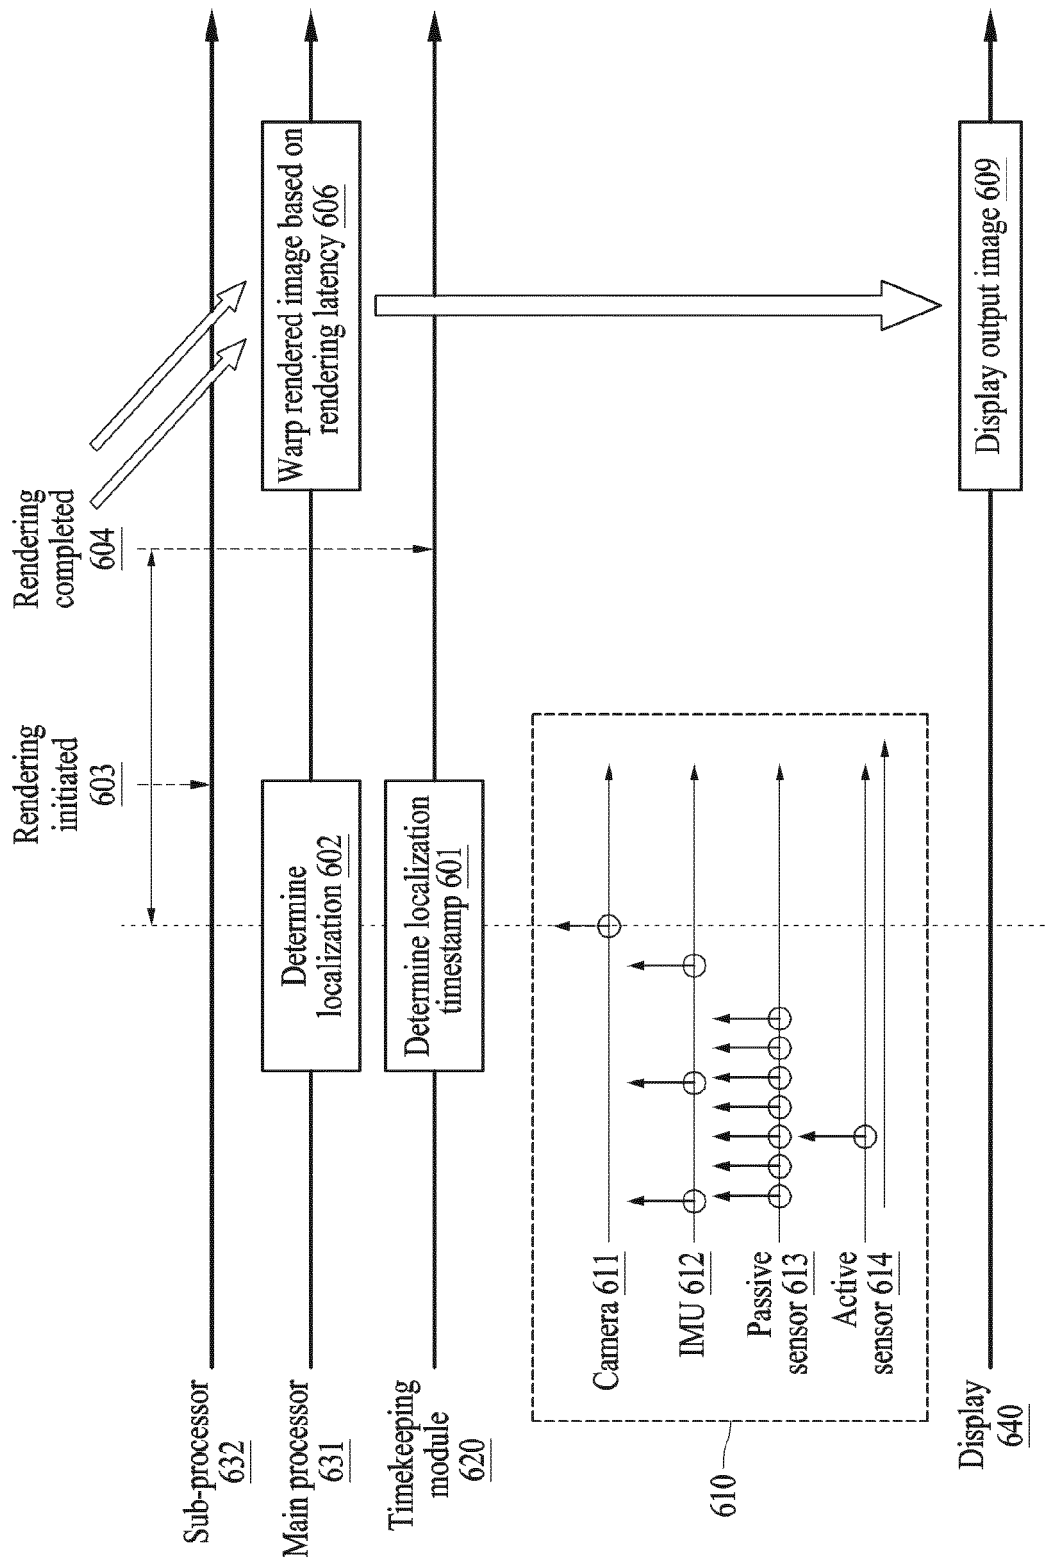 Rendering
initiated
603
Rendering
completed
604
Sub-processor
632
Main processor
631
Determine
localization 602
Warp rendered image based on
rendering latency 606
Timekeeping
module
620
Determine localization
timestamp 601
610
Camera 611
IMU 612
Passive
sensor 613
Active
sensor 614
Display
640
Display output image 609